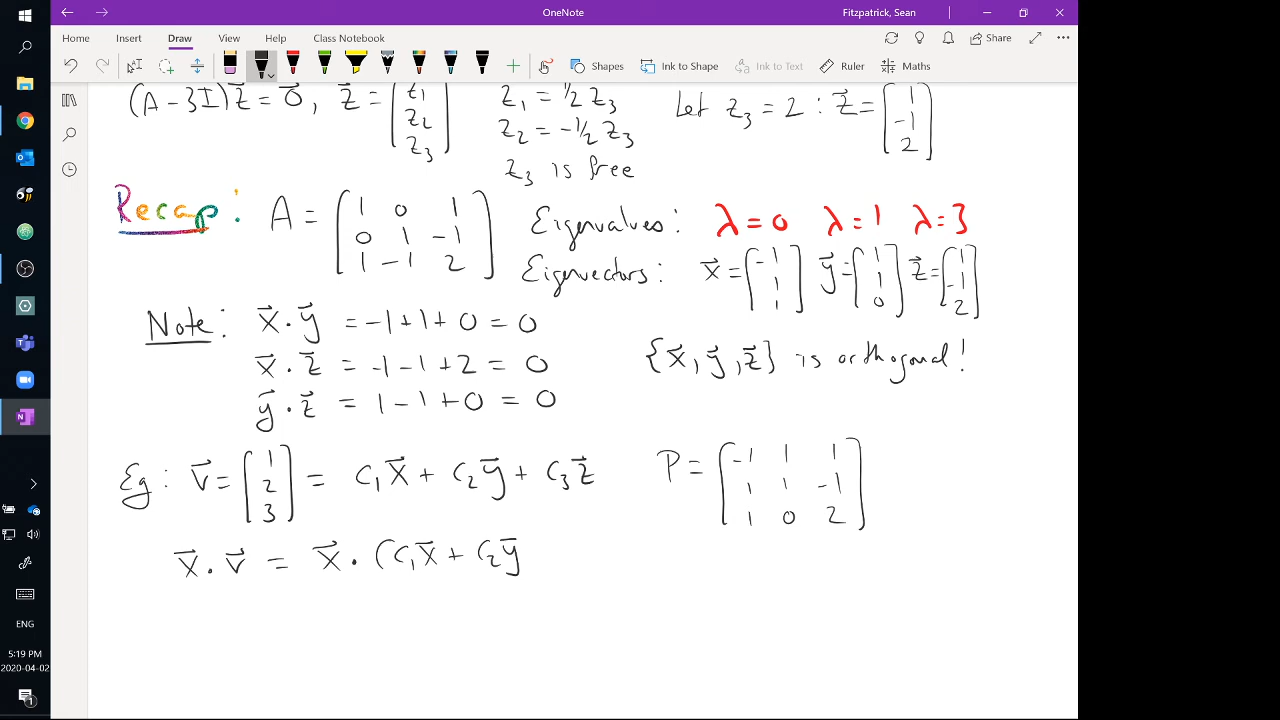 OneNote
Fitzpatrick, Sean
Home Insert Draw View Help Class Notebook
Share
Shapes Ink to Shape Ink to Text Ruler Maths
(A - 3I)z⃗ = 0⃗, z⃗ = [z₁ z₂ z₃]
z₁ = ½ z₃
z₂ = -½ z₃
z₃ is free
Let z₃ = 2 : z⃗ = [1 -1 2]
Recap:
A = [1 0 1
0 1 -1
1 -1 2]
Eigenvalues: λ = 0 λ = 1 λ = 3
Eigenvectors: x⃗ = [-1 1 1] y⃗ = [1 1 0] z⃗ = [1 -1 2]
Note: x⃗ · y⃗ = -1 + 1 + 0 = 0
x⃗ · z⃗ = -1 - 1 + 2 = 0
y⃗ · z⃗ = 1 - 1 + 0 = 0
{x⃗, y⃗, z⃗} is orthogonal!
Eg: v⃗ = [1 2 3] = c₁x⃗ + c₂y⃗ + c₃z⃗
P = [-1 1 1
1 1 -1
1 0 2]
x⃗ · v⃗ = x⃗ · (c₁x⃗ + c₂y⃗
ENG
5:19 PM
2020-04-02
1